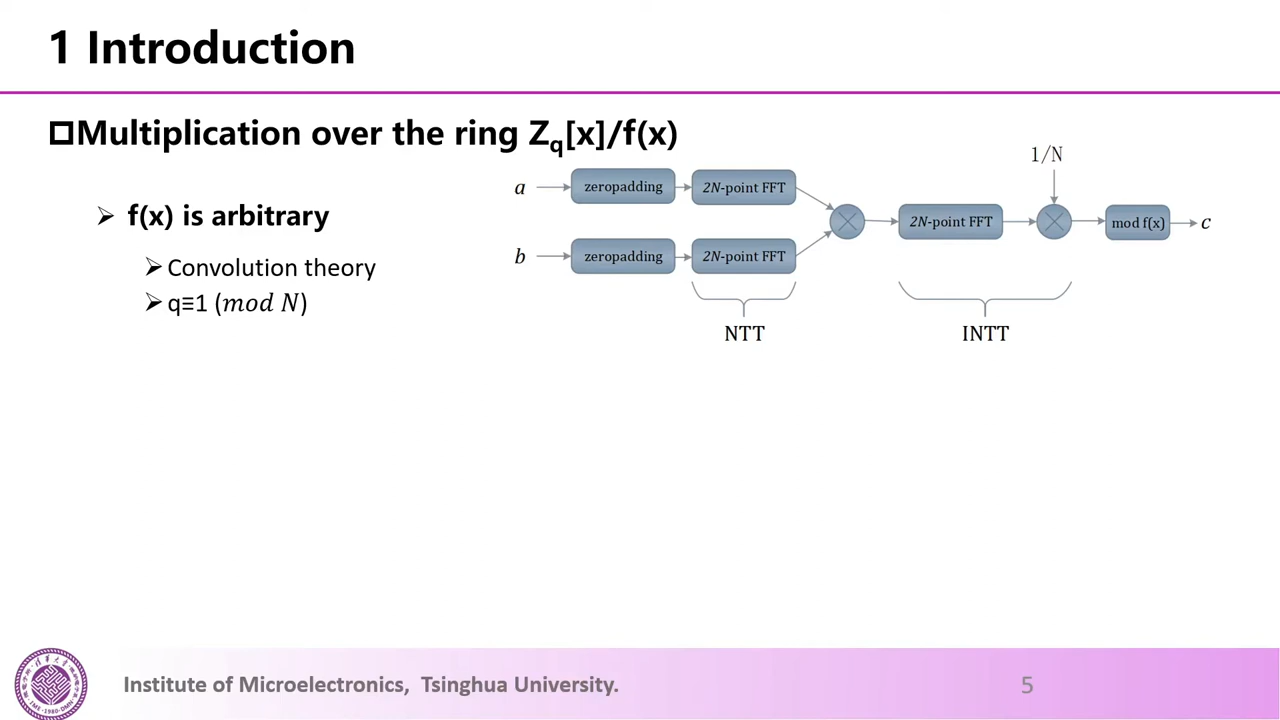 1 Introduction
Multiplication over the ring Zq[x]/f(x)
f(x) is arbitrary
Convolution theory
q≡1 (mod N)
1/N
a
zeropadding
2N-point FFT
b
zeropadding
2N-point FFT
2N-point FFT
mod f(x)
c
NTT
INTT
Institute of Microelectronics, Tsinghua University.
5